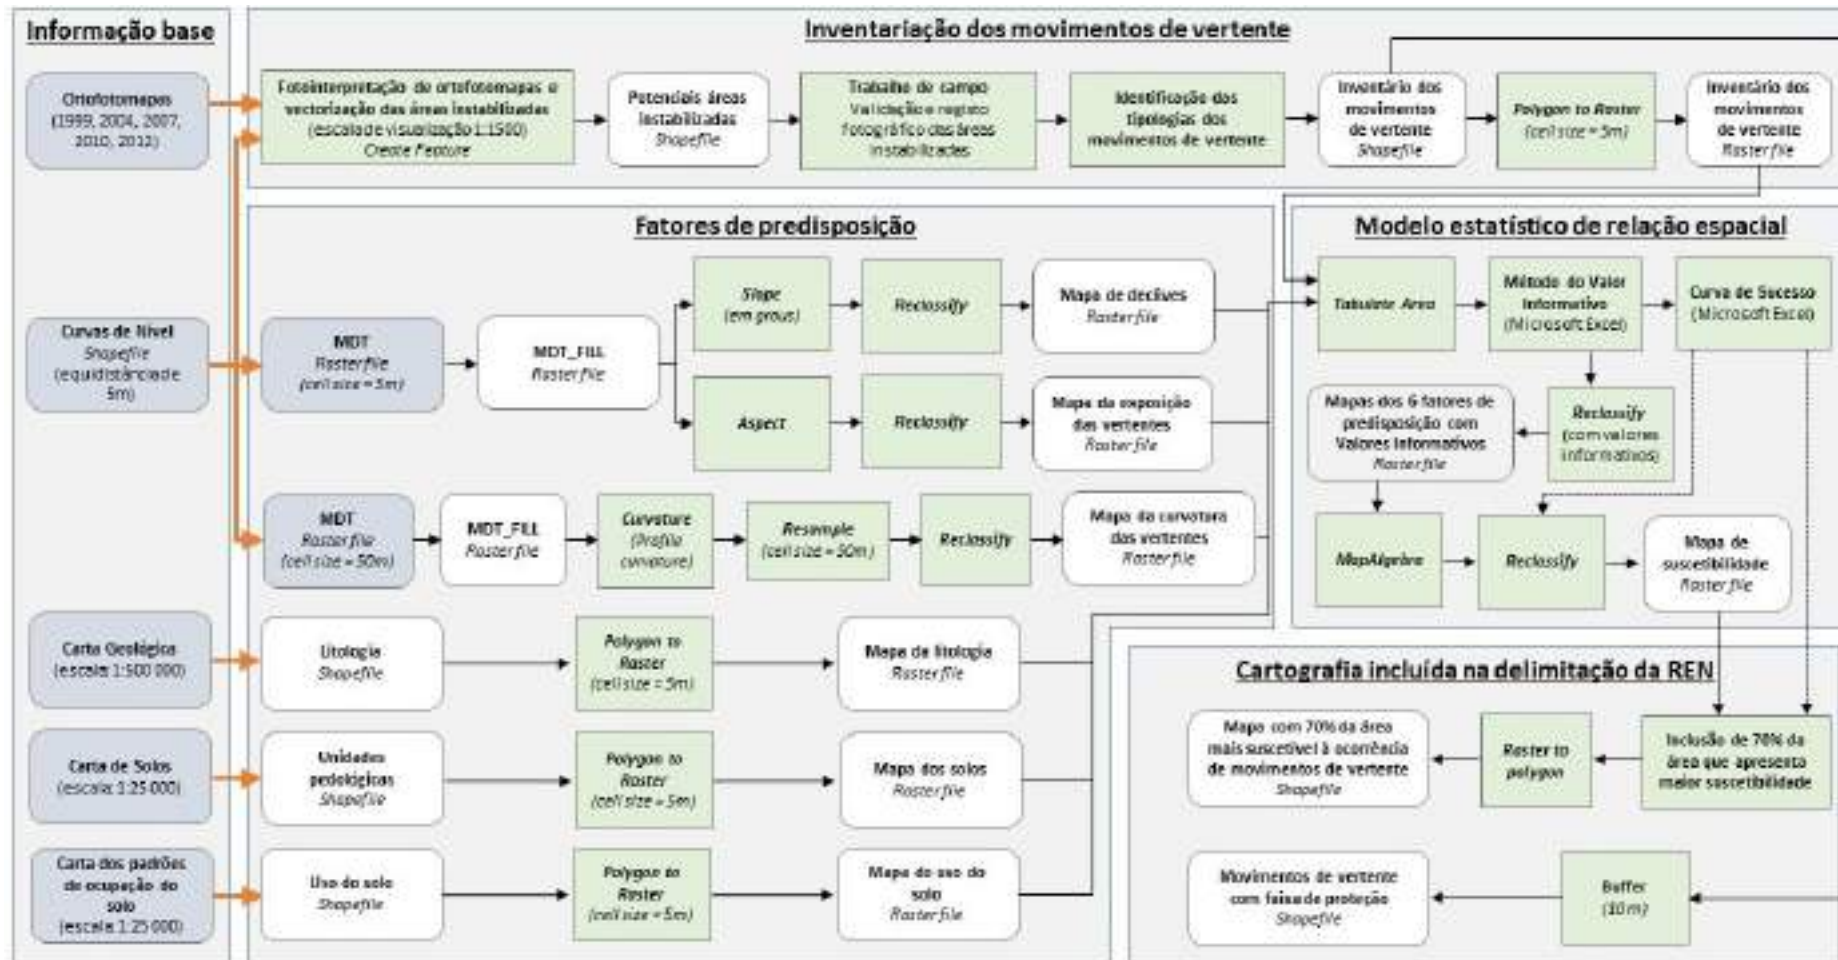 Informação base
Ortofotomapas
(1999, 2004, 2007,
2010, 2012)
Curvas de Nível
Shapefile
(equidistância de
5m)
Carta Geológica
(escala: 1:500 000)
Carta de Solos
(escala: 1:25 000)
Carta dos padrões
de ocupação do
solo
(escala: 1:25 000)
Inventariação dos movimentos de vertente
Fotointerpretação de ortofotomapas e
vectorização das áreas instabilizadas
(escala de visualização 1:1500)
Create Feature
Potenciais áreas
instabilizadas
Shapefile
Trabalho de campo
Validação e registo
fotográfico das áreas
instabilizadas
Identificação das
tipologias dos
movimentos de vertente
Inventário dos
movimentos
de vertente
Shapefile
Polygon to Raster
(cell size = 5m)
Inventário dos
movimentos
de vertente
Raster file
Fatores de predisposição
MDT
Raster file
(cell size = 5m)
MDT_FILL
Raster file
Slope
(em graus)
Reclassify
Mapa de declives
Raster file
Aspect
Reclassify
Mapa da exposição
das vertentes
Raster file
MDT
Raster file
(cell size = 50m)
MDT_FILL
Raster file
Curvature
(Profile
curvature)
Resample
(cell size = 50m)
Reclassify
Mapa da curvatura
das vertentes
Raster file
Litologia
Shapefile
Polygon to
Raster
(cell size = 5m)
Mapa da litologia
Raster file
Unidades
pedológicas
Shapefile
Polygon to
Raster
(cell size = 5m)
Mapa dos solos
Raster file
Uso do solo
Shapefile
Polygon to
Raster
(cell size = 5m)
Mapa do uso do
solo
Raster file
Modelo estatístico de relação espacial
Tabulate Area
Método do Valor
Informativo
(Microsoft Excel)
Curva de Sucesso
(Microsoft Excel)
Mapas dos 6 fatores de
predisposição com
Valores Informativos
Raster file
Reclassify
(com valores
informativos)
MapAlgebra
Reclassify
Mapa de
suscetibilidade
Raster file
Cartografia incluída na delimitação da REN
Mapa com 70% da área
mais suscetível à ocorrência
de movimentos de vertente
Shapefile
Raster to
polygon
Inclusão de 70% da
área que apresenta
maior suscetibilidade
Movimentos de vertente
com faixa de proteção
Shapefile
Buffer
(10 m)